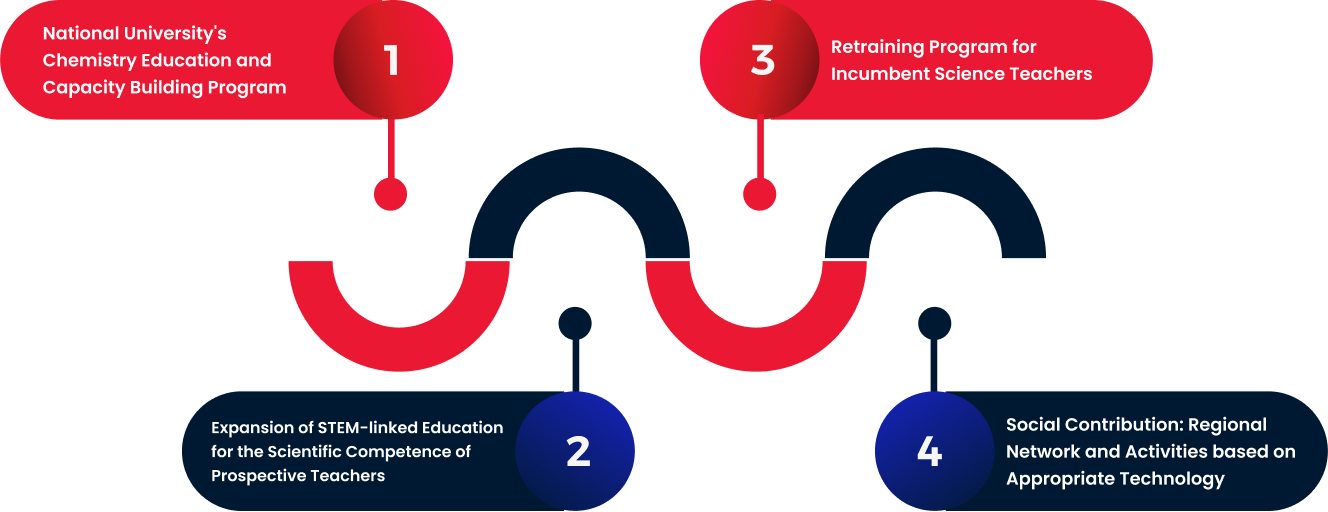 1
National University's
Chemistry Education and
Capacity Building Program
2
Expansion of STEM-linked Education
for the Scientific Competence of
Prospective Teachers
3
Retraining Program for
Incumbent Science Teachers
4
Social Contribution: Regional
Network and Activities based on
Appropriate Technology